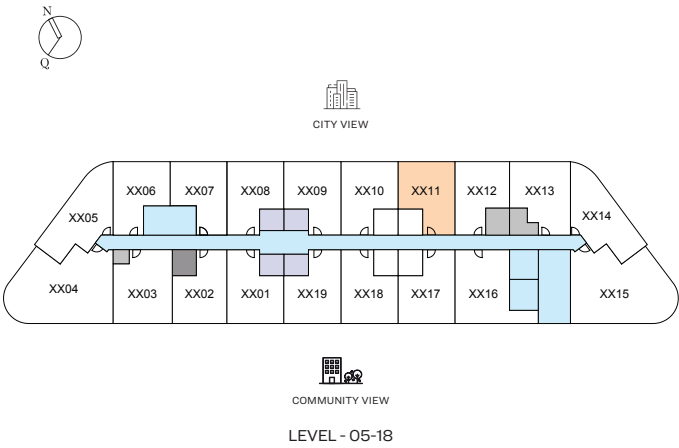 N
Q
CITY VIEW
XX06 XX07 XX08 XX09 XX10 XX11 XX12 XX13
XX05 XX14
XX04 XX03 XX02 XX01 XX19 XX18 XX17 XX16 XX15
COMMUNITY VIEW
LEVEL - 05-18